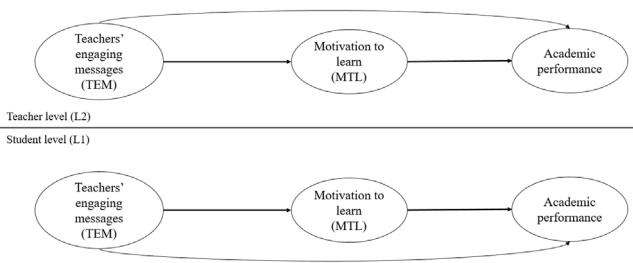 Teachers'
engaging
messages
(TEM)
Motivation to
learn
(MTL)
Academic
performance
Teacher level (L2)
Student level (L1)
Teachers'
engaging
messages
(TEM)
Motivation to
learn
(MTL)
Academic
performance